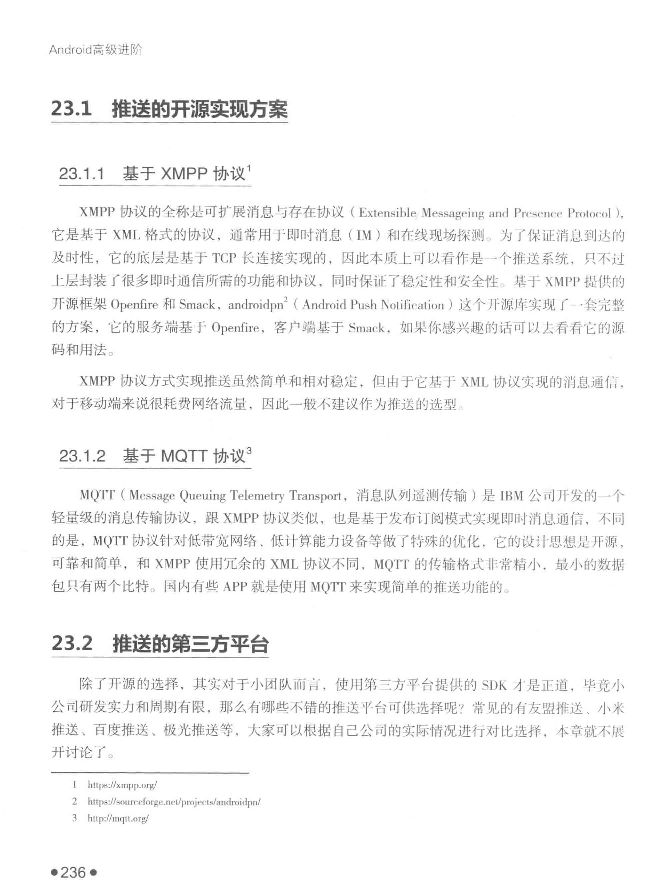 Android高级进阶
23.1 推送的开源实现方案
23.1.1 基于 XMPP 协议1
XMPP 协议的全称是可扩展消息与存在协议（Extensible Messageing and Presence Protocol），
它是基于 XML 格式的协议，通常用于即时消息（IM）和在线现场探测。为了保证消息到达的
及时性，它的底层是基于 TCP 长连接实现的，因此本质上可以看作是一个推送系统，只不过
上层封装了很多即时通信所需的功能和协议，同时保证了稳定性和安全性。基于 XMPP 提供的
开源框架 Openfire 和 Smack，androidpn2（Android Push Notification）这个开源库实现了一套完整
的方案，它的服务端基于 Openfire，客户端基于 Smack，如果你感兴趣的话可以去看看它的源
码和用法。
XMPP 协议方式实现推送虽然简单和相对稳定，但由于它基于 XML 协议实现的消息通信，
对于移动端来说很耗费网络流量，因此一般不建议作为推送的选型。
23.1.2 基于 MQTT 协议3
MQTT（Message Queuing Telemetry Transport，消息队列遥测传输）是 IBM 公司开发的一个
轻量级的消息传输协议，跟 XMPP 协议类似，也是基于发布订阅模式实现即时消息通信，不同
的是，MQTT 协议针对低带宽网络、低计算能力设备等做了特殊的优化，它的设计思想是开源，
可靠和简单，和 XMPP 使用冗余的 XML 协议不同，MQTT 的传输格式非常精小，最小的数据
包只有两个比特。国内有些 APP 就是使用 MQTT 来实现简单的推送功能的。
23.2 推送的第三方平台
除了开源的选择，其实对于小团队而言，使用第三方平台提供的 SDK 才是正道，毕竟小
公司研发实力和周期有限，那么有哪些不错的推送平台可供选择呢？常见的有友盟推送、小米
推送、百度推送、极光推送等，大家可以根据自己公司的实际情况进行对比选择，本章就不展
开讨论了。
1 https://xmpp.org/
2 https://sourceforge.net/projects/androidpn/
3 http://mqtt.org/
●236●